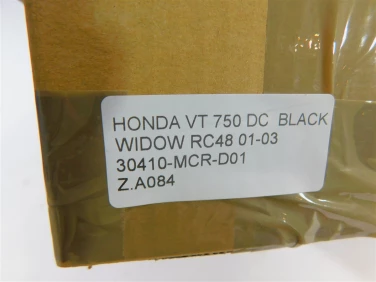 HONDA VT 750 DC BLACK
WIDOW RC48 01-03
30410-MCR-D01
Z.A084